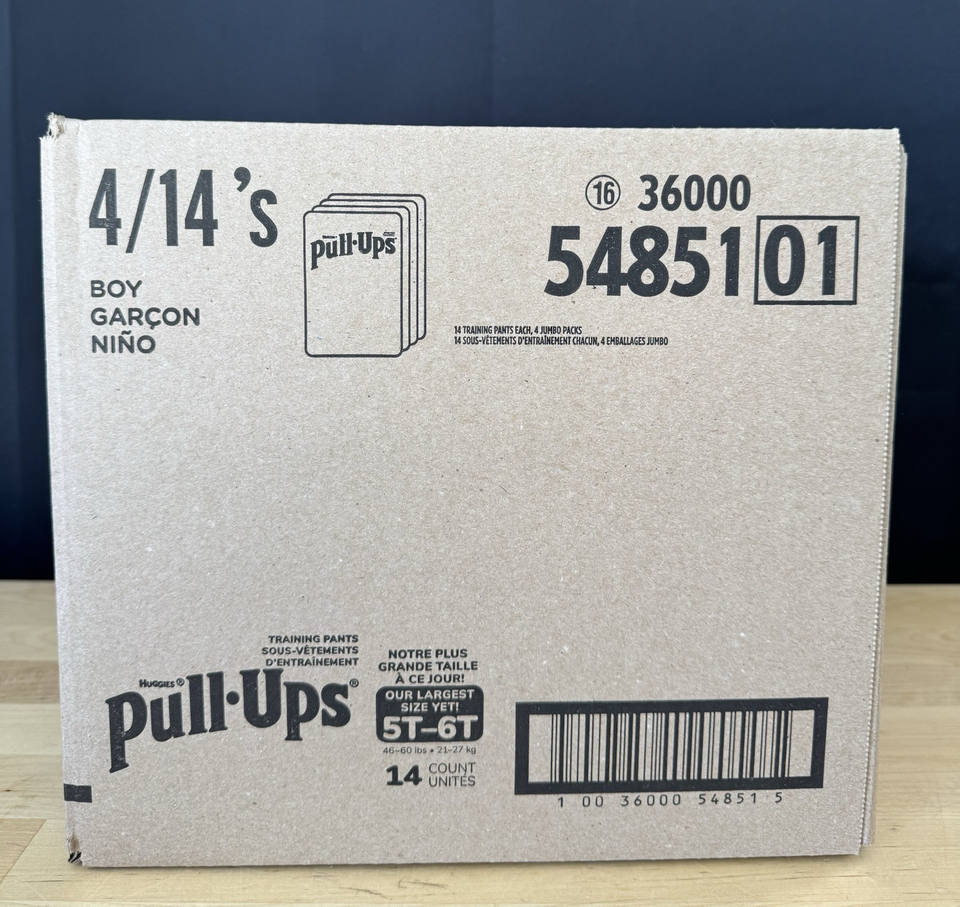 4/14's
BOY
GARÇON
NIÑO
Pull-Ups
16 36000
54851 01
14 TRAINING PANTS EACH, 4 JUMBO PACKS
14 SOUS-VÊTEMENTS D'ENTRAÎNEMENT CHACUN, 4 EMBALLAGES JUMBO
TRAINING PANTS
SOUS-VÊTEMENTS
D'ENTRAÎNEMENT
HUGGIES®
Pull-Ups®
NOTRE PLUS
GRANDE TAILLE
À CE JOUR!
OUR LARGEST
SIZE YET!
5T–6T
46–60 lbs • 21–27 kg
14 COUNT
UNITÉS
1 00 36000 54851 5